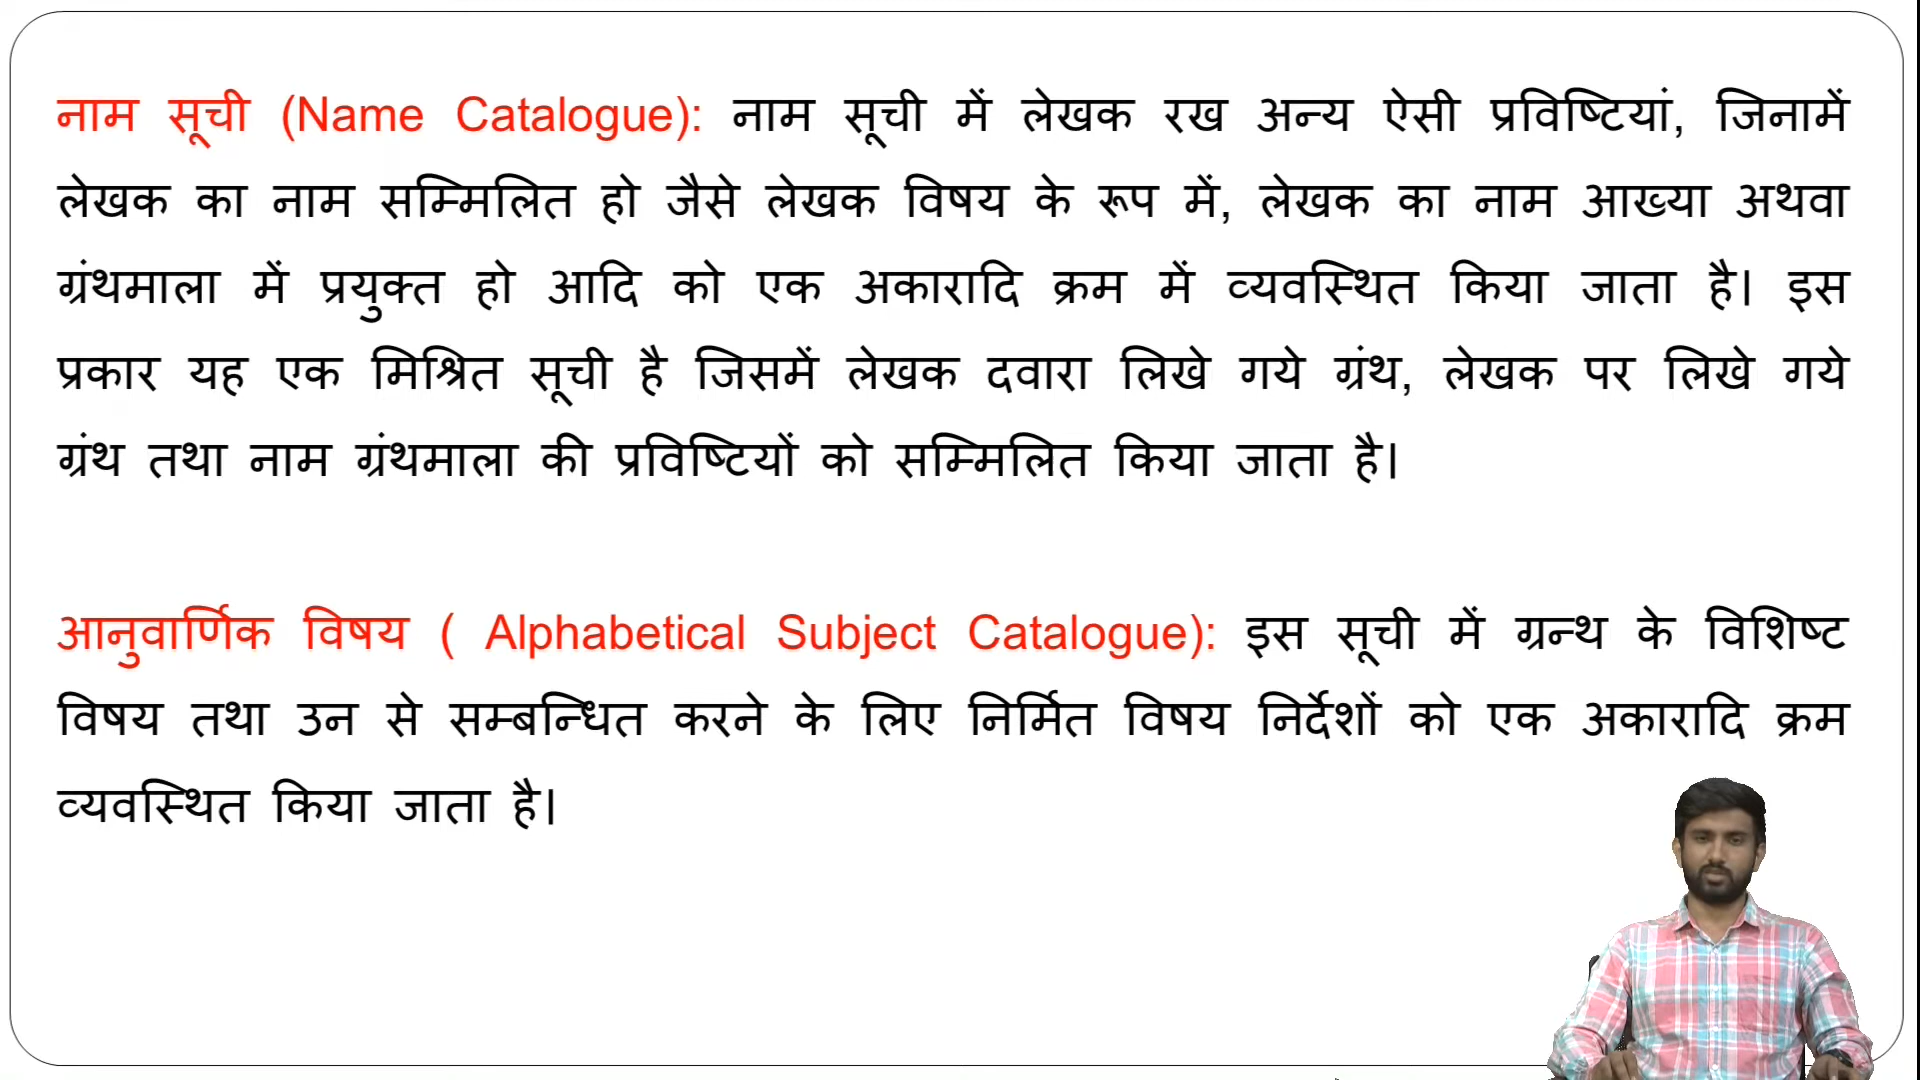 नाम सूची (Name Catalogue): नाम सूची में लेखक रख अन्य ऐसी प्रविष्टियां, जिनामें
लेखक का नाम सम्मिलित हो जैसे लेखक विषय के रूप में, लेखक का नाम आख्या अथवा
ग्रंथमाला में प्रयुक्त हो आदि को एक अकारादि क्रम में व्यवस्थित किया जाता है। इस
प्रकार यह एक मिश्रित सूची है जिसमें लेखक दवारा लिखे गये ग्रंथ, लेखक पर लिखे गये
ग्रंथ तथा नाम ग्रंथमाला की प्रविष्टियों को सम्मिलित किया जाता है।
आनुवार्णिक विषय ( Alphabetical Subject Catalogue): इस सूची में ग्रन्थ के विशिष्ट
विषय तथा उन से सम्बन्धित करने के लिए निर्मित विषय निर्देशों को एक अकारादि क्रम
व्यवस्थित किया जाता है।